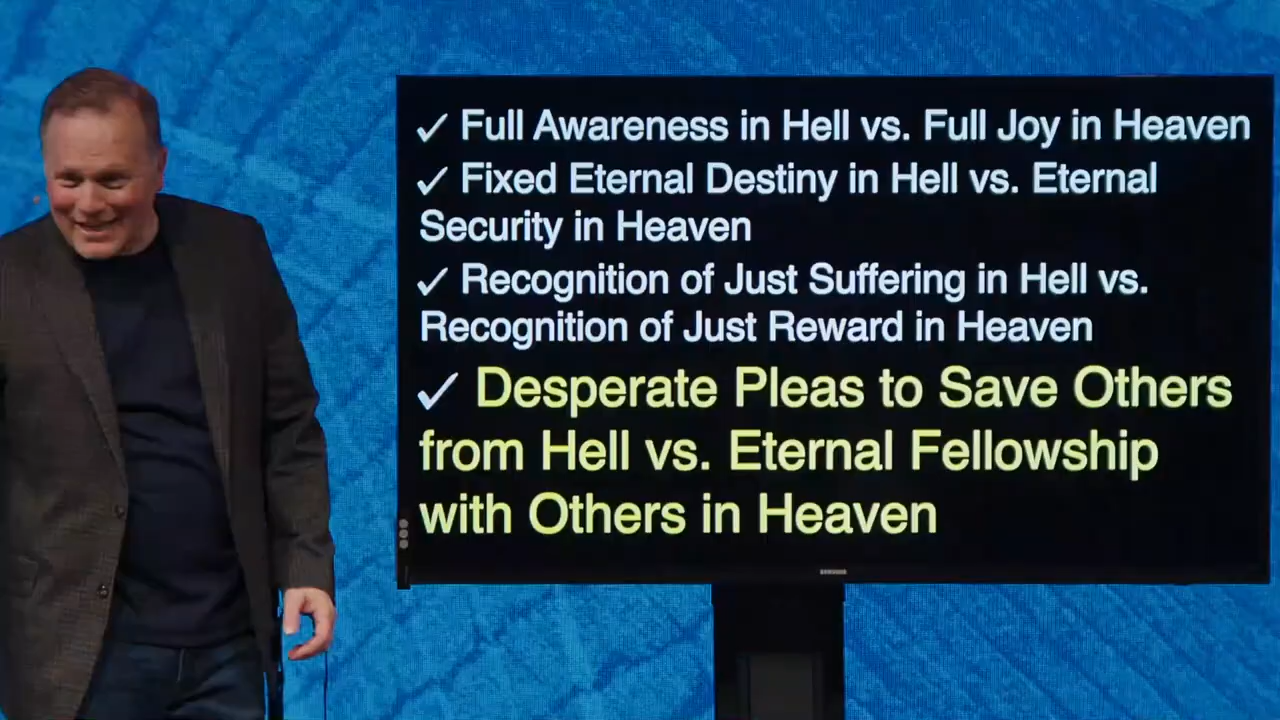 ✓ Full Awareness in Hell vs. Full Joy in Heaven
✓ Fixed Eternal Destiny in Hell vs. Eternal
Security in Heaven
✓ Recognition of Just Suffering in Hell vs.
Recognition of Just Reward in Heaven
✓ Desperate Pleas to Save Others
from Hell vs. Eternal Fellowship
with Others in Heaven
SAMSUNG